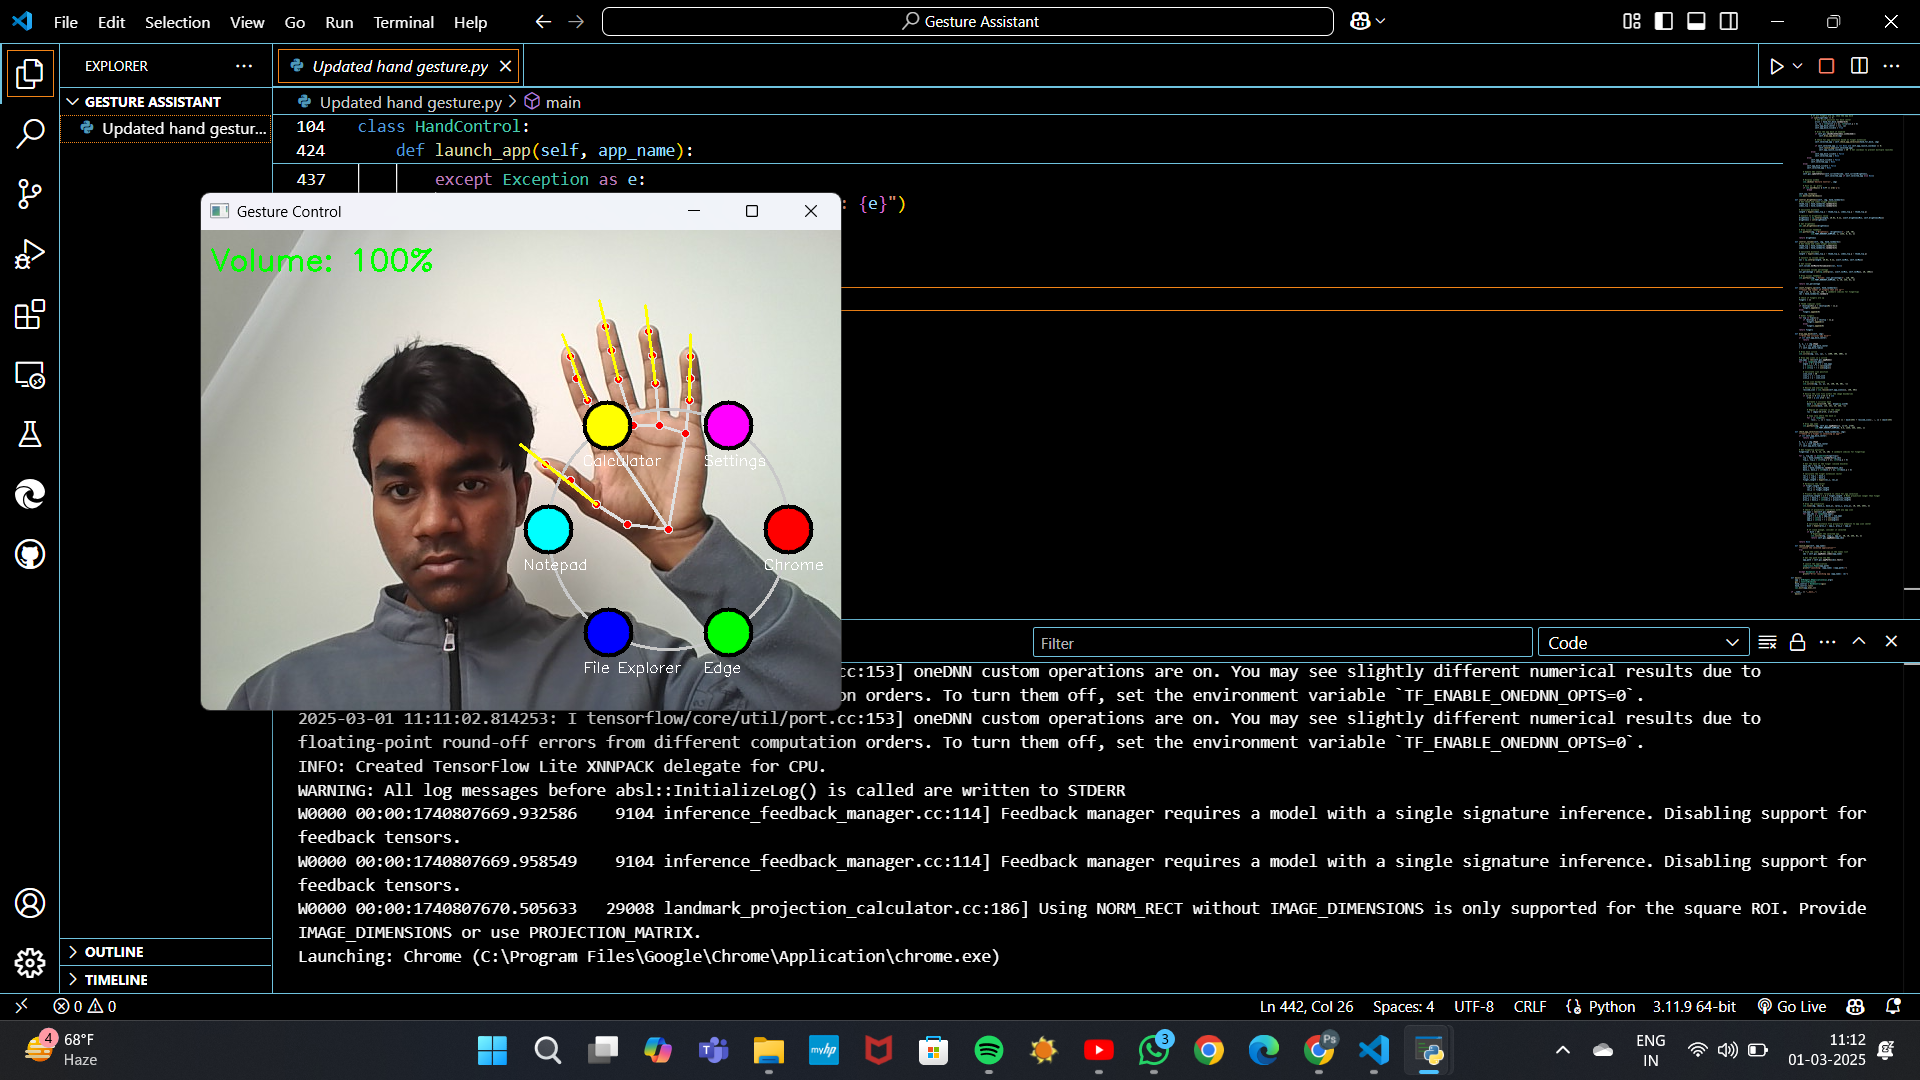 File Edit Selection View Go Run Terminal Help
Gesture Assistant
EXPLORER
Updated hand gesture.py
GESTURE ASSISTANT
Updated hand gestur...
Updated hand gesture.py > main
104 class HandControl:
424 def launch_app(self, app_name):
437 except Exception as e:
: {e}")
Gesture Control
Volume: 100%
Calculator
Settings
Notepad
Chrome
File Explorer
Edge
Filter
Code
cc:153] oneDNN custom operations are on. You may see slightly different numerical results due to
on orders. To turn them off, set the environment variable `TF_ENABLE_ONEDNN_OPTS=0`.
2025-03-01 11:11:02.814253: I tensorflow/core/util/port.cc:153] oneDNN custom operations are on. You may see slightly different numerical results due to
floating-point round-off errors from different computation orders. To turn them off, set the environment variable `TF_ENABLE_ONEDNN_OPTS=0`.
INFO: Created TensorFlow Lite XNNPACK delegate for CPU.
WARNING: All log messages before absl::InitializeLog() is called are written to STDERR
W0000 00:00:1740807669.932586    9104 inference_feedback_manager.cc:114] Feedback manager requires a model with a single signature inference. Disabling support for
feedback tensors.
W0000 00:00:1740807669.958549    9104 inference_feedback_manager.cc:114] Feedback manager requires a model with a single signature inference. Disabling support for
feedback tensors.
W0000 00:00:1740807670.505633   29008 landmark_projection_calculator.cc:186] Using NORM_RECT without IMAGE_DIMENSIONS is only supported for the square ROI. Provide
IMAGE_DIMENSIONS or use PROJECTION_MATRIX.
Launching: Chrome (C:\Program Files\Google\Chrome\Application\chrome.exe)
OUTLINE
TIMELINE
0 0
Ln 442, Col 26 Spaces: 4 UTF-8 CRLF {} Python 3.11.9 64-bit Go Live
4
68°F
Haze
myhp
3
Ps
ENG
IN
11:12
01-03-2025